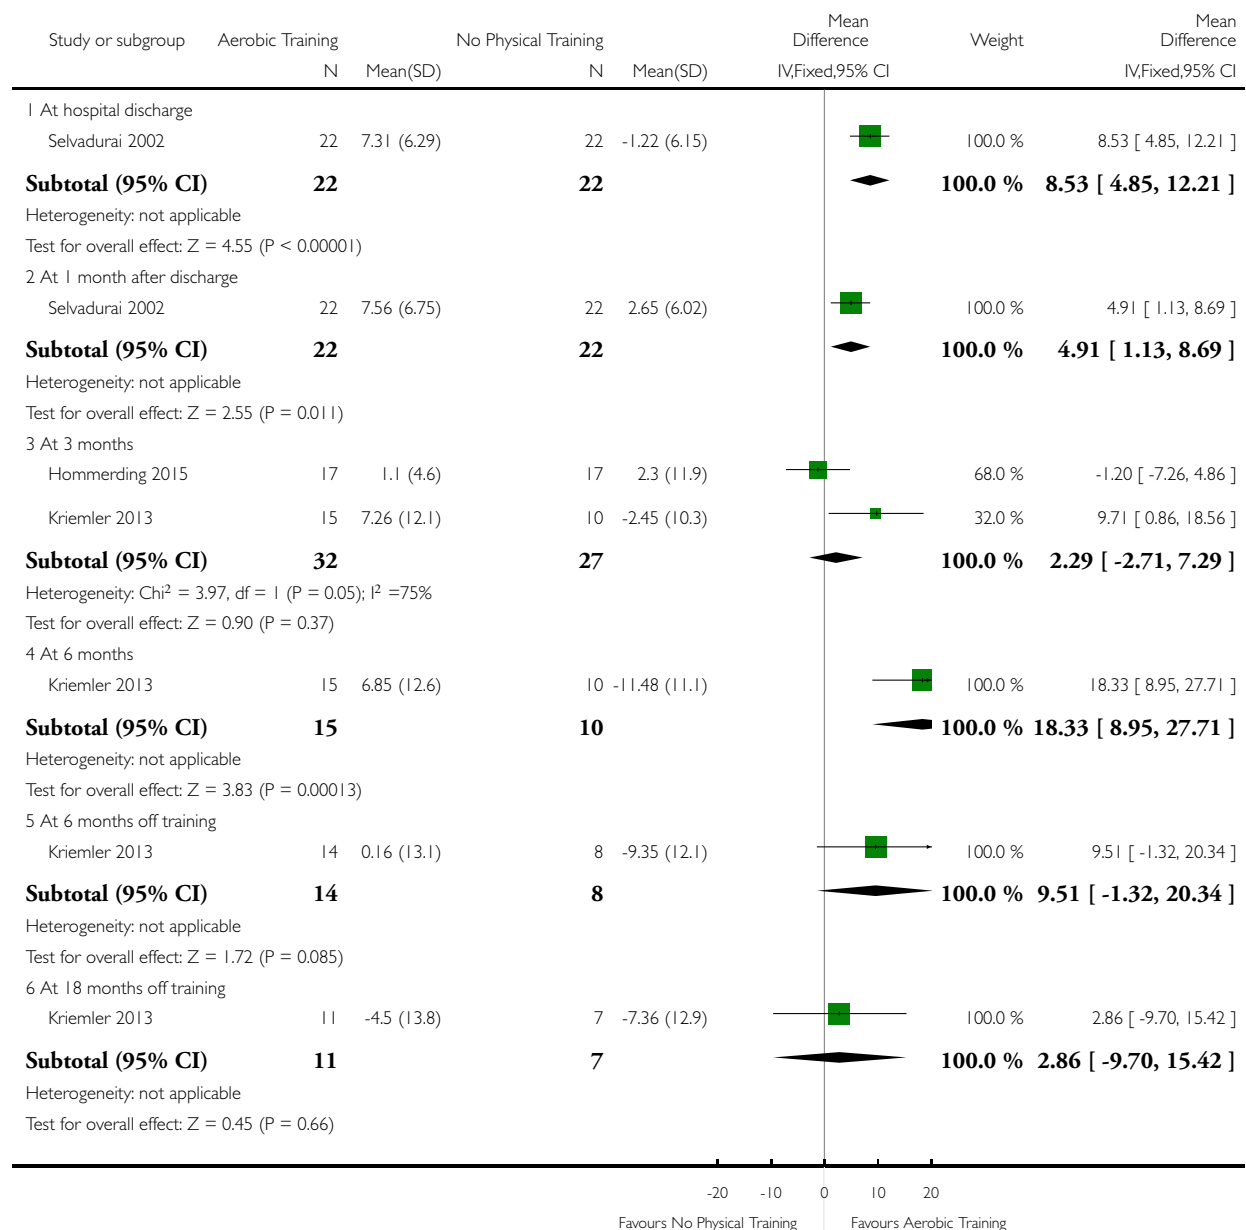 Study or subgroup Aerobic Training No Physical Training Mean Difference Weight Mean Difference
N Mean(SD) N Mean(SD) IV,Fixed,95% CI IV,Fixed,95% CI
1 At hospital discharge
Selvadurai 2002 22 7.31 (6.29) 22 -1.22 (6.15) 100.0 % 8.53 [ 4.85, 12.21 ]
Subtotal (95% CI) 22 22 100.0 % 8.53 [ 4.85, 12.21 ]
Heterogeneity: not applicable
Test for overall effect: Z = 4.55 (P < 0.00001)
2 At 1 month after discharge
Selvadurai 2002 22 7.56 (6.75) 22 2.65 (6.02) 100.0 % 4.91 [ 1.13, 8.69 ]
Subtotal (95% CI) 22 22 100.0 % 4.91 [ 1.13, 8.69 ]
Heterogeneity: not applicable
Test for overall effect: Z = 2.55 (P = 0.011)
3 At 3 months
Hommerding 2015 17 1.1 (4.6) 17 2.3 (11.9) 68.0 % -1.20 [ -7.26, 4.86 ]
Kriemler 2013 15 7.26 (12.1) 10 -2.45 (10.3) 32.0 % 9.71 [ 0.86, 18.56 ]
Subtotal (95% CI) 32 27 100.0 % 2.29 [ -2.71, 7.29 ]
Heterogeneity: Chi² = 3.97, df = 1 (P = 0.05); I² =75%
Test for overall effect: Z = 0.90 (P = 0.37)
4 At 6 months
Kriemler 2013 15 6.85 (12.6) 10 -11.48 (11.1) 100.0 % 18.33 [ 8.95, 27.71 ]
Subtotal (95% CI) 15 10 100.0 % 18.33 [ 8.95, 27.71 ]
Heterogeneity: not applicable
Test for overall effect: Z = 3.83 (P = 0.00013)
5 At 6 months off training
Kriemler 2013 14 0.16 (13.1) 8 -9.35 (12.1) 100.0 % 9.51 [ -1.32, 20.34 ]
Subtotal (95% CI) 14 8 100.0 % 9.51 [ -1.32, 20.34 ]
Heterogeneity: not applicable
Test for overall effect: Z = 1.72 (P = 0.085)
6 At 18 months off training
Kriemler 2013 11 -4.5 (13.8) 7 -7.36 (12.9) 100.0 % 2.86 [ -9.70, 15.42 ]
Subtotal (95% CI) 11 7 100.0 % 2.86 [ -9.70, 15.42 ]
Heterogeneity: not applicable
Test for overall effect: Z = 0.45 (P = 0.66)
-20 -10 0 10 20
Favours No Physical Training Favours Aerobic Training